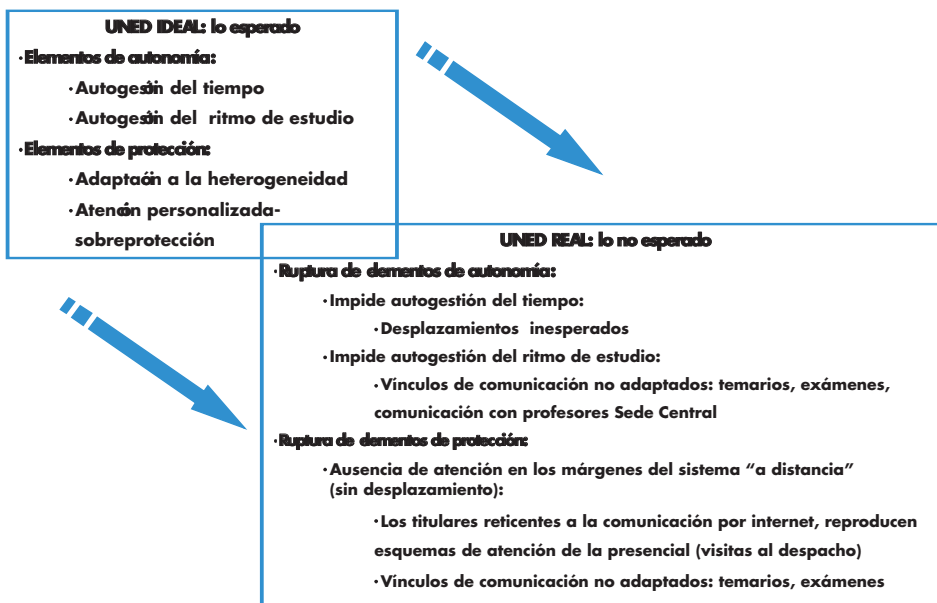 UNED IDEAL: lo esperado
·Elementos de autonomía:
·Autogestión del tiempo
·Autogestión del ritmo de estudio
·Elementos de protección:
·Adaptación a la heterogeneidad
·Atención personalizada-
sobreprotección
UNED REAL: lo no esperado
·Ruptura de elementos de autonomía:
·Impide autogestión del tiempo:
·Desplazamientos inesperados
·Impide autogestión del ritmo de estudio:
·Vínculos de comunicación no adaptados: temarios, exámenes,
comunicación con profesores Sede Central
·Ruptura de elementos de protección:
·Ausencia de atención en los márgenes del sistema “a distancia”
(sin desplazamiento):
·Los titulares reticentes a la comunicación por internet, reproducen
esquemas de atención de la presencial (visitas al despacho)
·Vínculos de comunicación no adaptados: temarios, exámenes